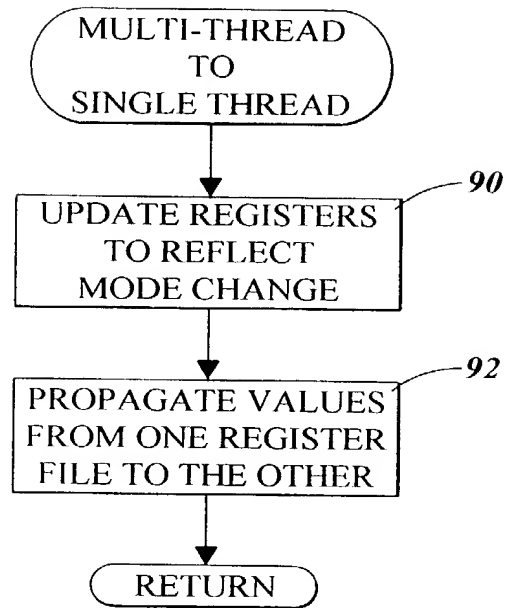 MULTI-THREAD
TO
SINGLE THREAD
90
UPDATE REGISTERS
TO REFLECT
MODE CHANGE
92
PROPAGATE VALUES
FROM ONE REGISTER
FILE TO THE OTHER
RETURN